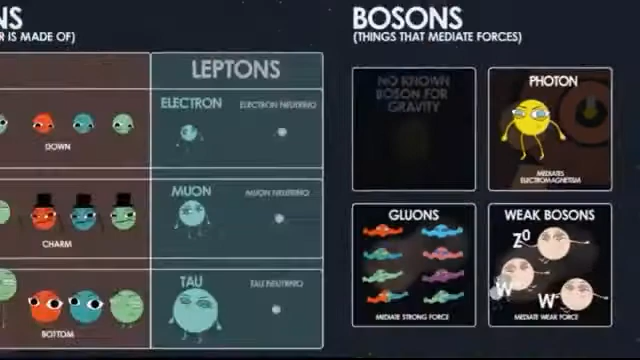 NS
R IS MADE OF)
DOWN
CHARM
BOTTOM
LEPTONS
ELECTRON
ELECTRON NEUTRINO
MUON
MUON NEUTRINO
TAU
TAU NEUTRINO
BOSONS
(THINGS THAT MEDIATE FORCES)
NO KNOWN
BOSON FOR
GRAVITY
PHOTON
MEDIATES
ELECTROMAGNETISM
GLUONS
MEDIATE STRONG FORCE
WEAK BOSONS
Z⁰
W
W⁻
MEDIATE WEAK FORCE